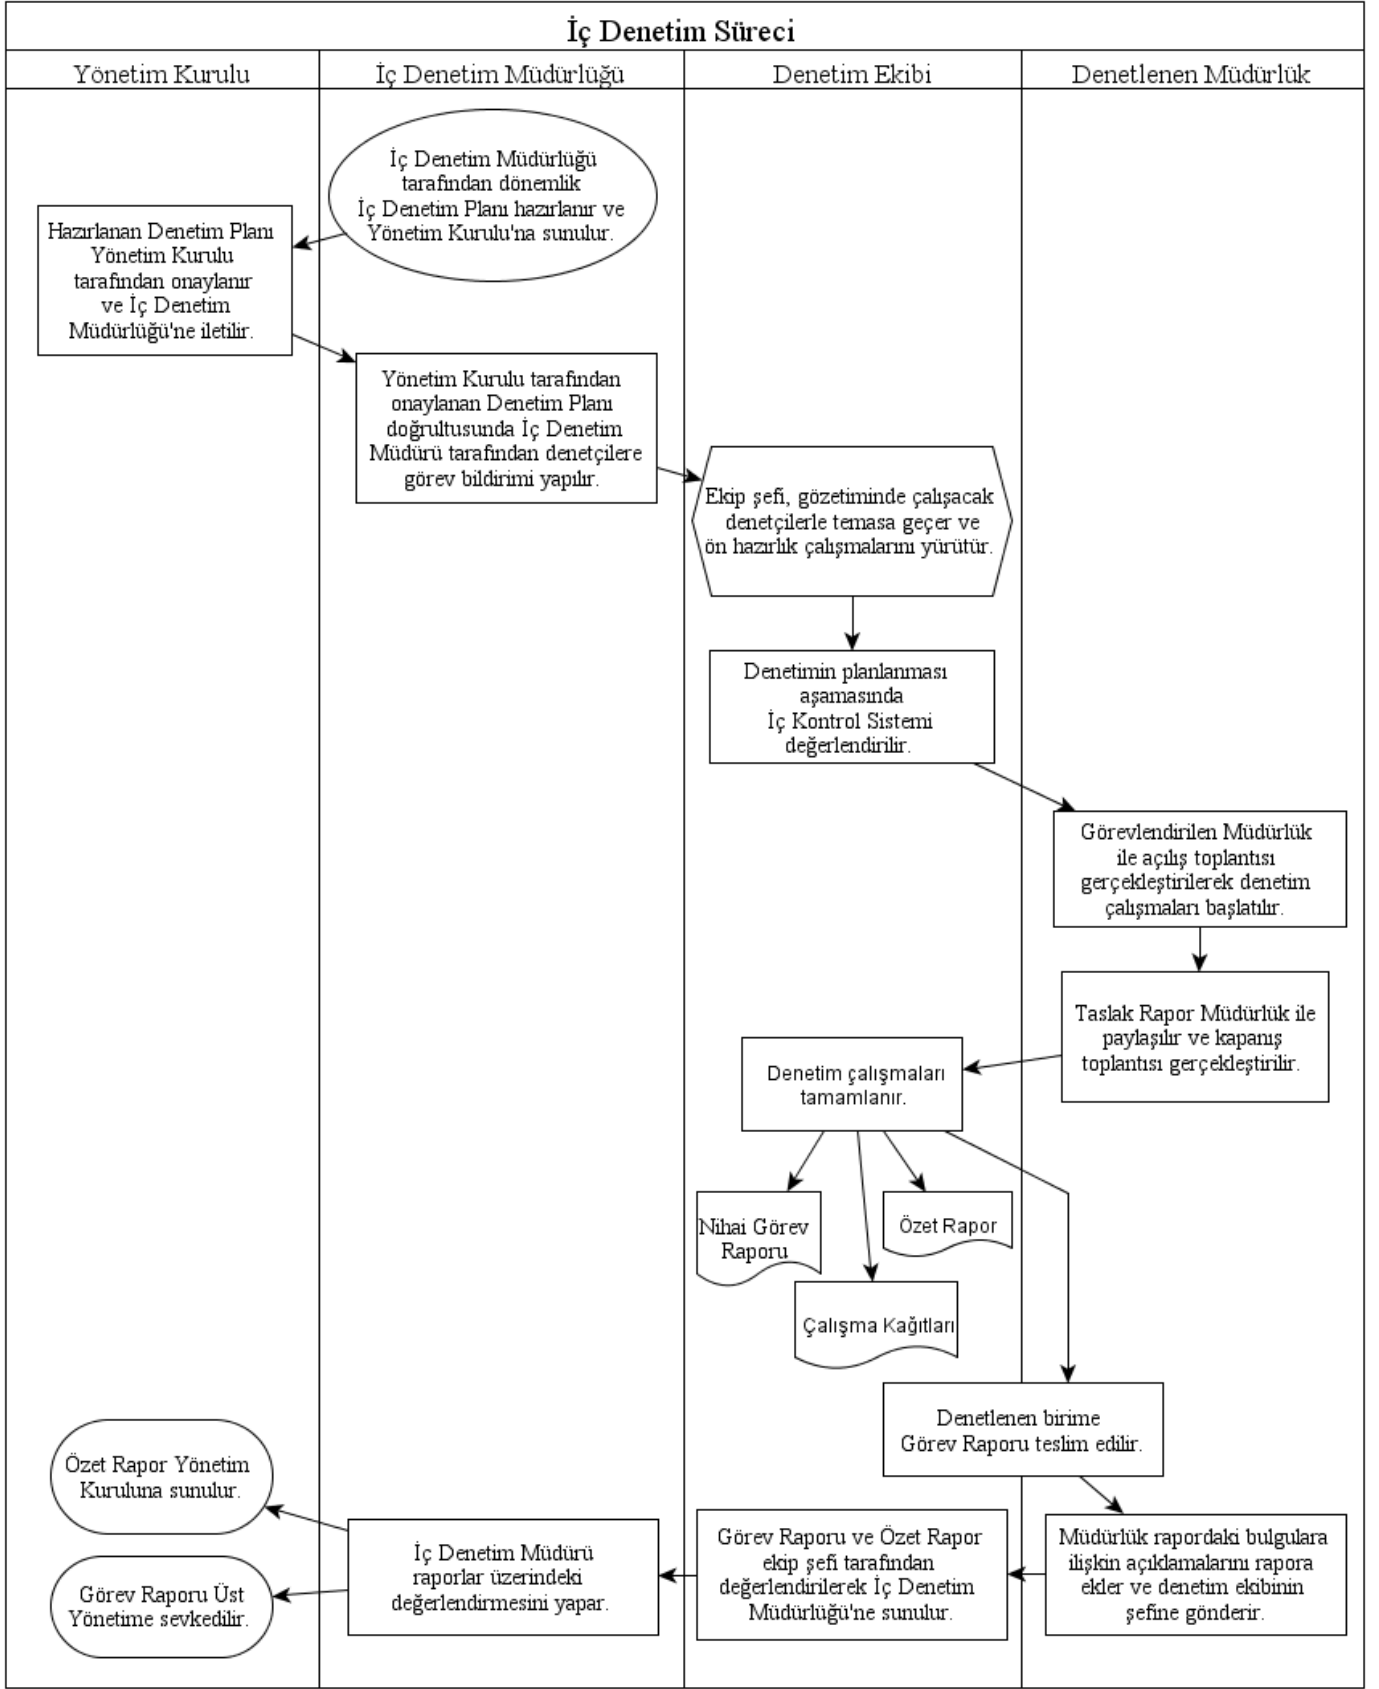 İç Denetim Süreci
Yönetim Kurulu
İç Denetim Müdürlüğü
Denetim Ekibi
Denetlenen Müdürlük
İç Denetim Müdürlüğü
tarafından dönemlik
İç Denetim Planı hazırlanır ve
Yönetim Kurulu'na sunulur.
Hazırlanan Denetim Planı
Yönetim Kurulu
tarafından onaylanır
ve İç Denetim
Müdürlüğü'ne iletilir.
Yönetim Kurulu tarafından
onaylanan Denetim Planı
doğrultusunda İç Denetim
Müdürü tarafından denetçilere
görev bildirimi yapılır.
Ekip şefi, gözetiminde çalışacak
denetçilerle temasa geçer ve
ön hazırlık çalışmalarını yürütür.
Denetimin planlanması
aşamasında
İç Kontrol Sistemi
değerlendirilir.
Görevlendirilen Müdürlük
ile açılış toplantısı
gerçekleştirilerek denetim
çalışmaları başlatılır.
Taslak Rapor Müdürlük ile
paylaşılır ve kapanış
toplantısı gerçekleştirilir.
Denetim çalışmaları
tamamlanır.
Nihai Görev
Raporu
Özet Rapor
Çalışma Kağıtları
Denetlenen birime
Görev Raporu teslim edilir.
Müdürlük rapordaki bulgulara
ilişkin açıklamalarını rapora
ekler ve denetim ekibinin
şefine gönderir.
Görev Raporu ve Özet Rapor
ekip şefi tarafından
değerlendirilerek İç Denetim
Müdürlüğü'ne sunulur.
İç Denetim Müdürü
raporlar üzerindeki
değerlendirmesini yapar.
Özet Rapor Yönetim
Kuruluna sunulur.
Görev Raporu Üst
Yönetime sevkedilir.